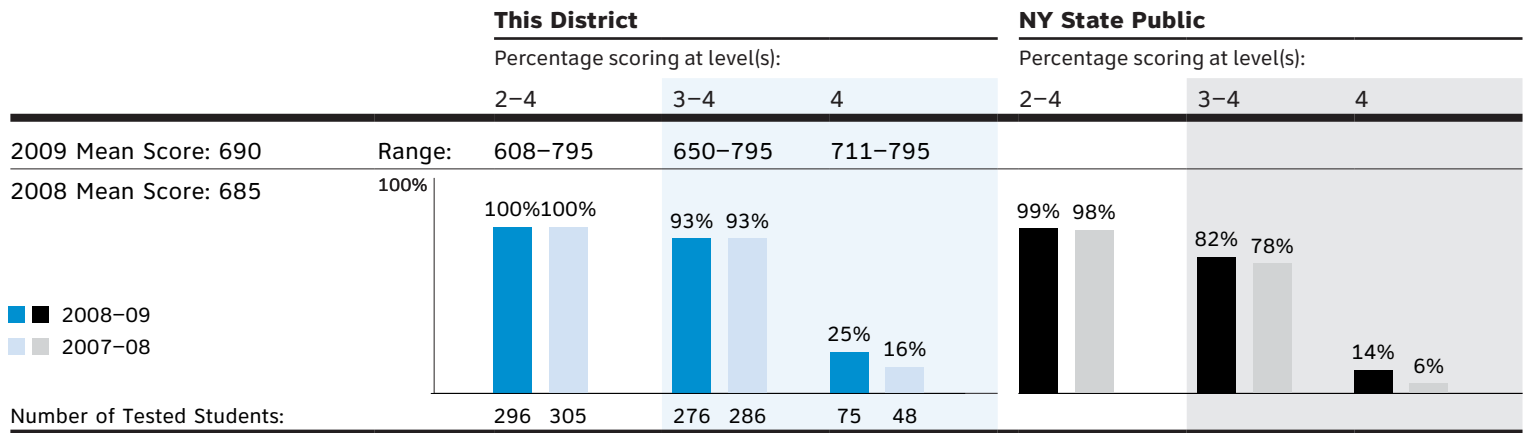 This District NY State Public
Percentage scoring at level(s): Percentage scoring at level(s):
2–4 3–4 4 2–4 3–4 4
2009 Mean Score: 690 Range: 608–795 650–795 711–795
2008 Mean Score: 685 100%
100% 100% 93% 93% 25% 16% 99% 98% 82% 78% 14% 6%
2008–09
2007–08
Number of Tested Students: 296 305 276 286 75 48